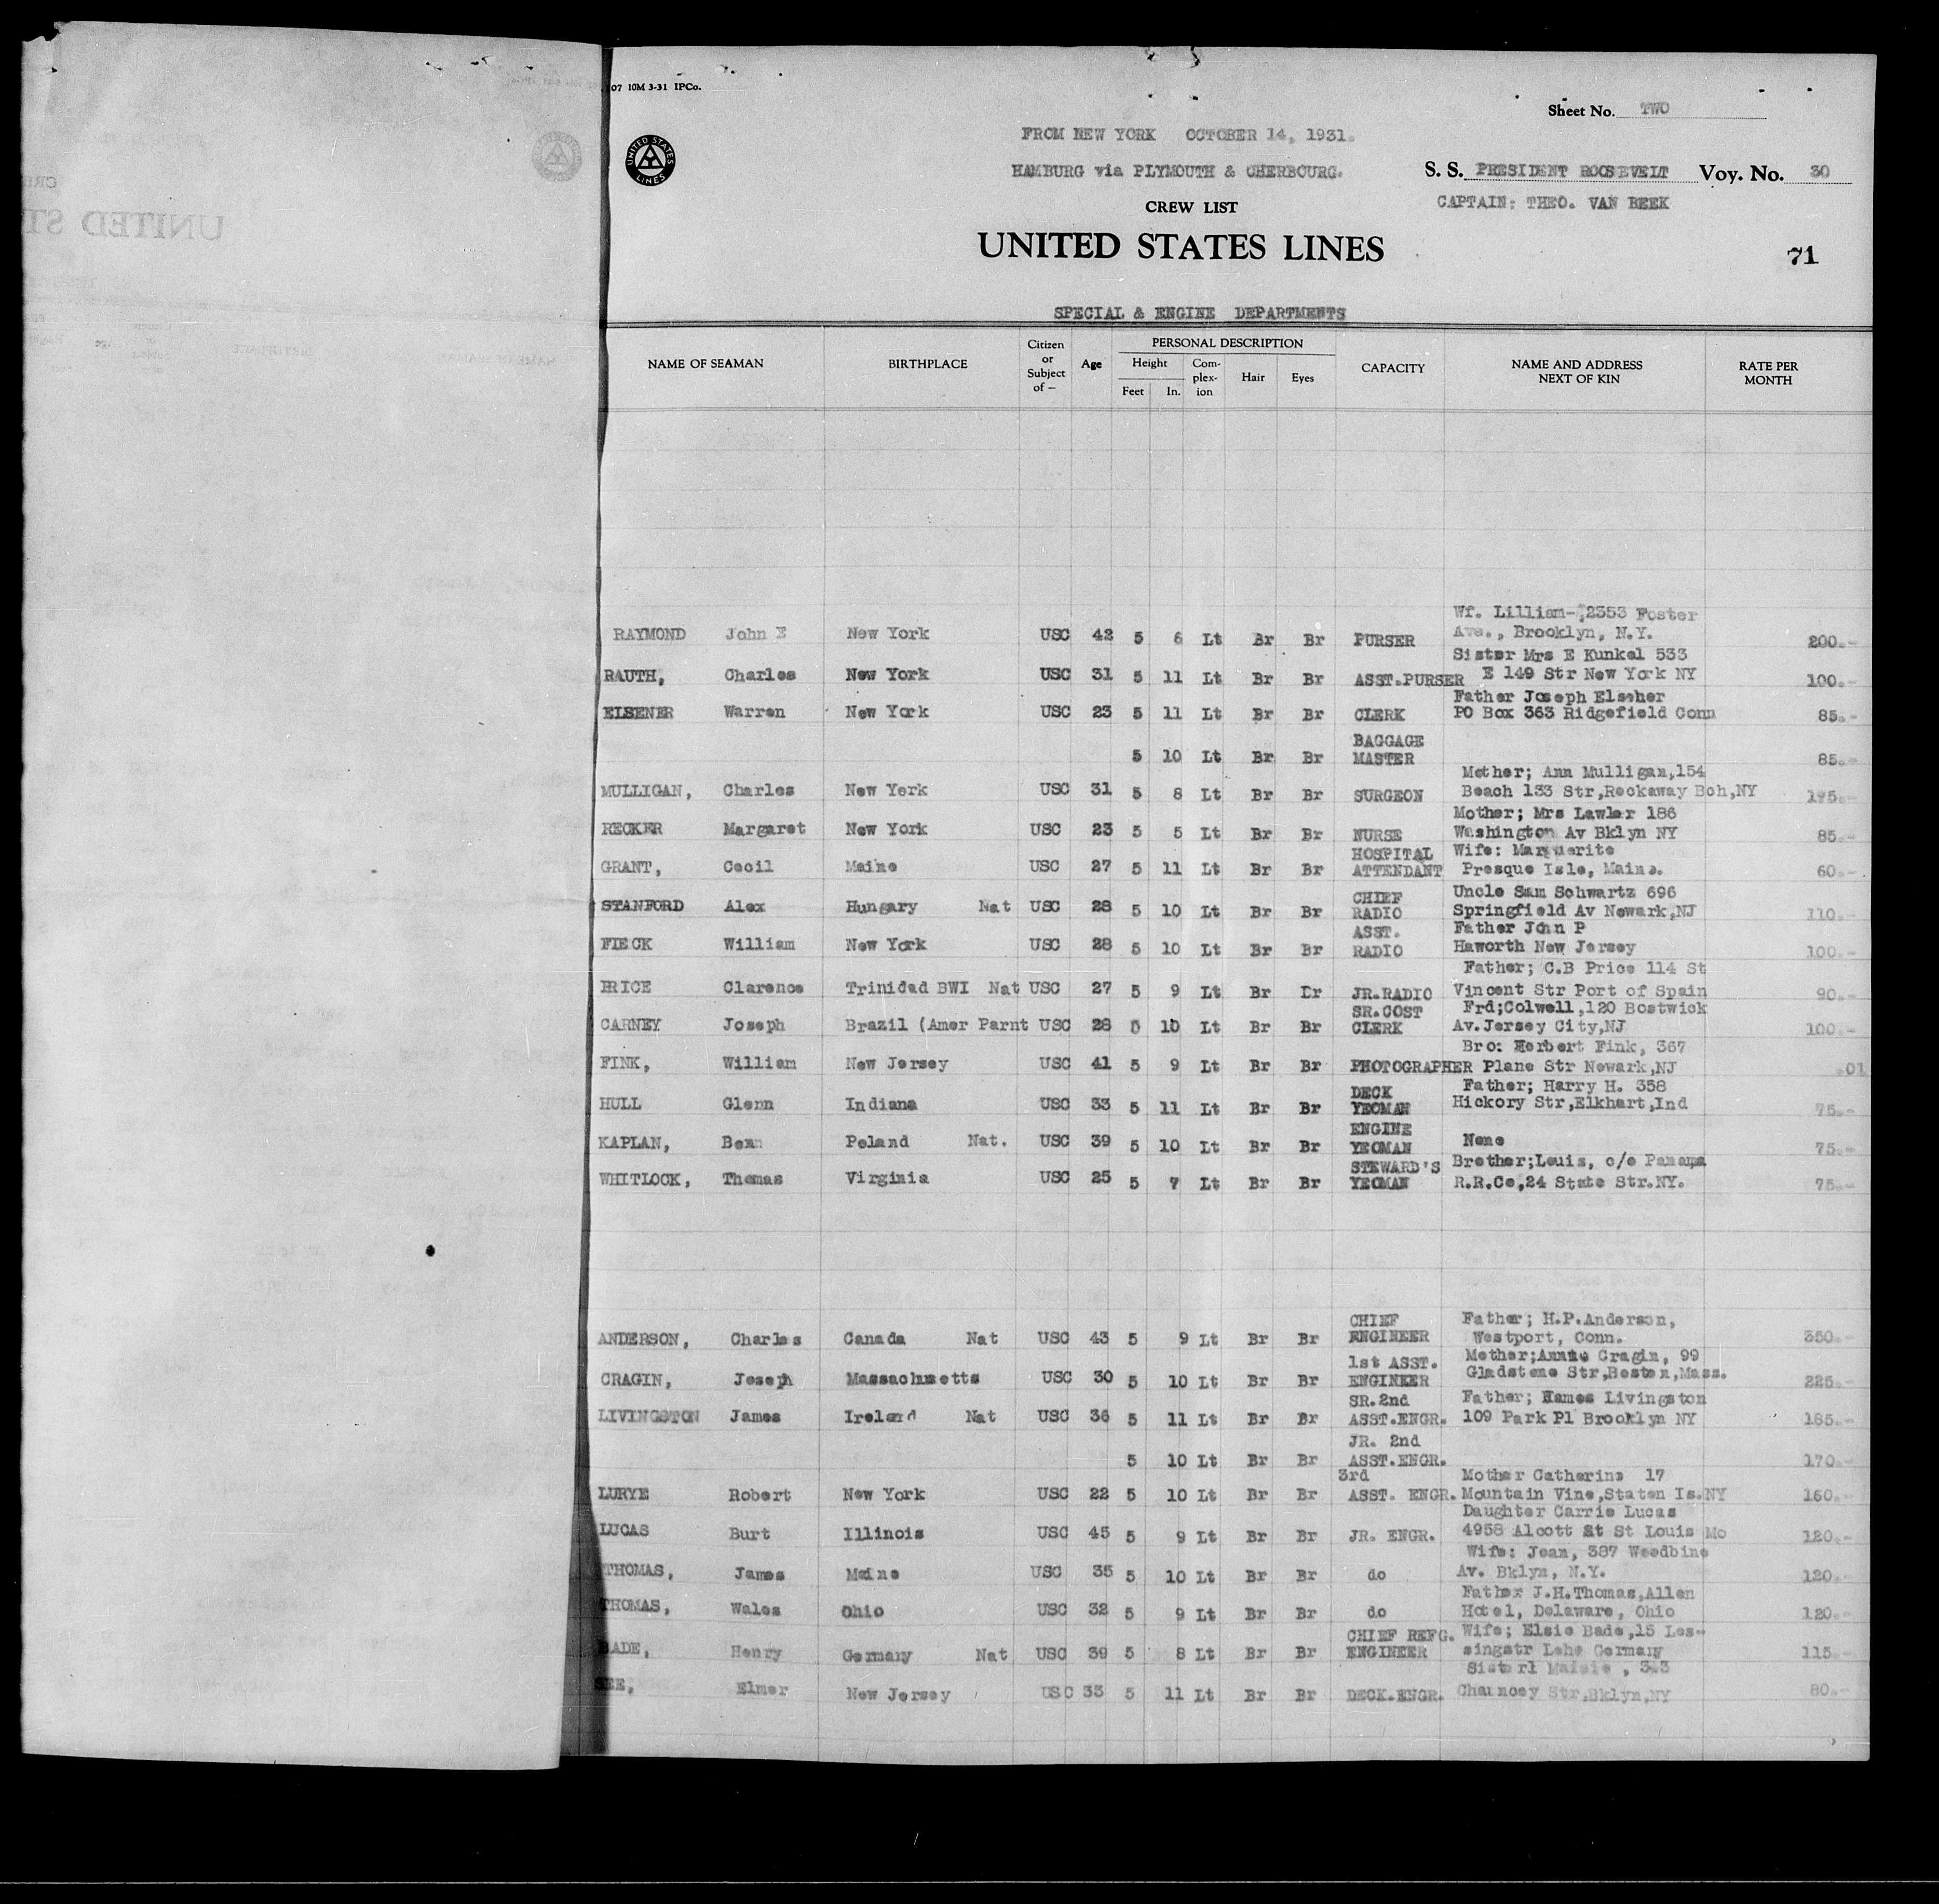 07 10M 3-31 IPCo.
Sheet No. TWO
UNITED STATES LINES
FROM NEW YORK OCTOBER 14, 1931.
HAMBURG via PLYMOUTH & CHERBOURG.
S. S. PRESIDENT ROOSEVELT Voy. No. 30
CAPTAIN: THEO. VAN BEEK
CREW LIST
UNITED STATES LINES
71
SPECIAL & ENGINE DEPARTMENTS
NAME OF SEAMAN BIRTHPLACE Citizen or Subject of — Age PERSONAL DESCRIPTION Height Feet In. Com-plex-ion Hair Eyes CAPACITY NAME AND ADDRESS NEXT OF KIN RATE PER MONTH
Wf. Lilliam-,2353 Foster
RAYMOND John E New York USC 42 5 6 Lt Br Br PURSER Ave., Brooklyn, N.Y. 200.-
Sister Mrs E Kunkel 533
RAUTH, Charles New York USC 31 5 11 Lt Br Br ASST.PURSER E 149 Str New York NY 100.-
Father Joseph Elsener
ELSENER Warren New York USC 23 5 11 Lt Br Br CLERK PO Box 363 Ridgefield Conn 85.-
BAGGAGE
5 10 Lt Br Br MASTER 85.-
Mother; Ann Mulligan,154
MULLIGAN, Charles New York USC 31 5 8 Lt Br Br SURGEON Beach 133 Str,Rockaway Bch,NY 175.-
Mother; Mrs Lawler 186
RECKER Margaret New York USC 23 5 5 Lt Br Br NURSE Washington Av Bklyn NY 85.-
HOSPITAL Wife: Marguerite
GRANT, Cecil Maine USC 27 5 11 Lt Br Br ATTENDANT Presque Isle, Maine. 60.-
CHIEF Uncle Sam Schwartz 696
STANFORD Alex Hungary Nat USC 28 5 10 Lt Br Br RADIO Springfield Av Newark,NJ 110.-
ASST. Father John P
FIECK William New York USC 28 5 10 Lt Br Br RADIO Haworth New Jersey 100.-
Father; C.B Price 114 St
PRICE Clarence Trinidad BWI Nat USC 27 5 9 Lt Br Br JR.RADIO Vincent Str Port of Spain 90.-
SR.COST Frd;Colwell,120 Bostwick
CARNEY Joseph Brazil (Amer Parnt USC 28 5 10 Lt Br Br CLERK Av.Jersey City,NJ 100.-
Bro: Herbert Fink, 367
FINK, William New Jersey USC 41 5 9 Lt Br Br PHOTOGRAPHER Plane Str Newark,NJ .01
DECK Father; Harry H. 358
HULL Glenn Indiana USC 33 5 11 Lt Br Br YEOMAN Hickory Str,Elkhart,Ind 75.-
ENGINE
KAPLAN, Bean Poland Nat. USC 39 5 10 Lt Br Br YEOMAN None 75.-
STEWARD'S Brother;Louis, c/o Panama
WHITLOCK, Thomas Virginia USC 25 5 7 Lt Br Br YEOMAN R.R.Co,24 State Str.NY. 75.-
CHIEF Father; H.P.Anderson,
ANDERSON, Charles Canada Nat USC 43 5 9 Lt Br Br ENGINEER Westport, Conn. 350.-
1st ASST. Mother;Annie Cragin, 99
CRAGIN, Joseph Massachusetts USC 30 5 10 Lt Br Br ENGINEER Gladstone Str,Boston,Mass. 225.-
SR.2nd Father; Hames Livingston
LIVINGSTON James Ireland Nat USC 36 5 11 Lt Br Br ASST.ENGR. 109 Park Pl Brooklyn NY 185.-
JR. 2nd
5 10 Lt Br Br ASST.ENGR. 170.-
3rd Mother Catherine 17
LURYE Robert New York USC 22 5 10 Lt Br Br ASST. ENGR. Mountain Vine,Staten Is.NY 160.-
Daughter Carrie Lucas
LUCAS Burt Illinois USC 45 5 9 Lt Br Br JR. ENGR. 4958 Alcott St St Louis Mo 120.-
Wife: Jean, 387 Woodbine
THOMAS, James Maine USC 35 5 10 Lt Br Br do Av. Bklyn, N.Y. 120.-
Father J.H.Thomas,Allen
THOMAS, Wales Ohio USC 32 5 9 Lt Br Br do Hotel, Delaware, Ohio 120.-
CHIEF REFG. Wife; Elsie Bade,15 Les-
BADE, Henry Germany Nat USC 39 5 8 Lt Br Br ENGINEER singstr Lehe Germany 115.-
Sister Maisie , 343
EE, Elmer New Jersey USC 33 5 11 Lt Br Br DECK.ENGR. Chauncey Str,Bklyn,NY 80.-